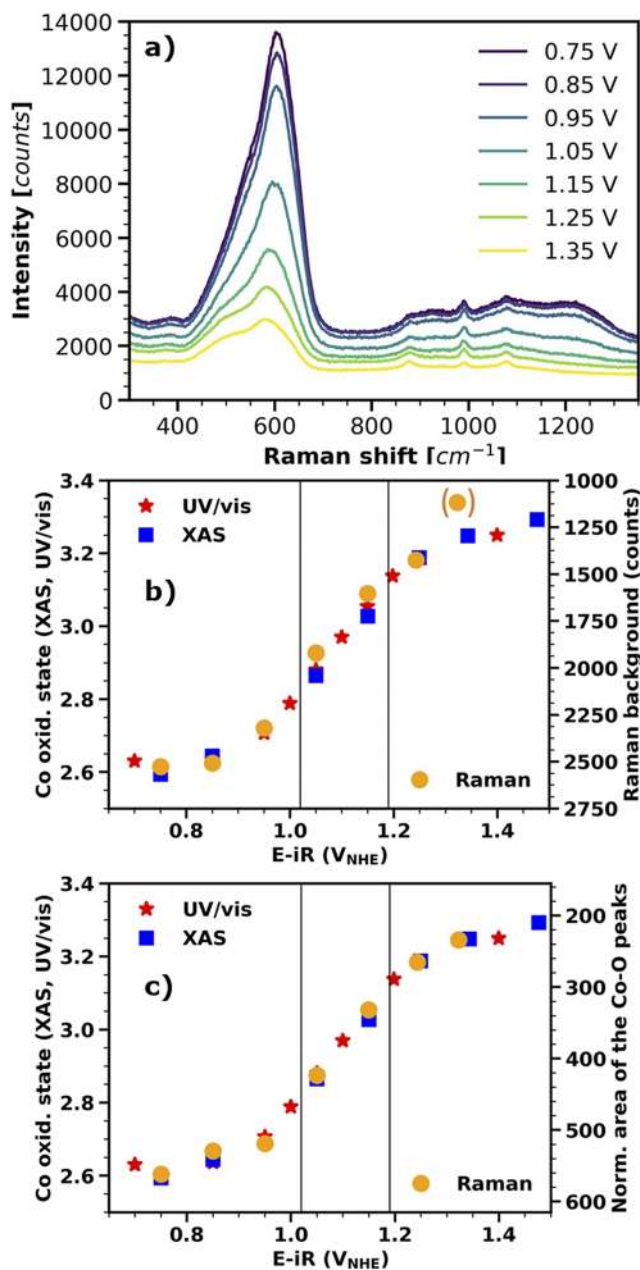 14000
12000
10000
8000
6000
4000
2000
0
Intensity [counts]
a)
0.75 V
0.85 V
0.95 V
1.05 V
1.15 V
1.25 V
1.35 V
400 600 800 1000 1200
Raman shift [cm⁻¹]
3.4
3.2
3.0
2.8
2.6
Co oxid. state (XAS, UV/vis)
UV/vis
XAS
b)
( )
Raman
1000
1250
1500
1750
2000
2250
2500
2750
Raman background (counts)
0.8 1.0 1.2 1.4
E-iR (VNHE)
3.4
3.2
3.0
2.8
2.6
Co oxid. state (XAS, UV/vis)
UV/vis
XAS
c)
Raman
200
300
400
500
600
Norm. area of the Co-O peaks
0.8 1.0 1.2 1.4
E-iR (VNHE)